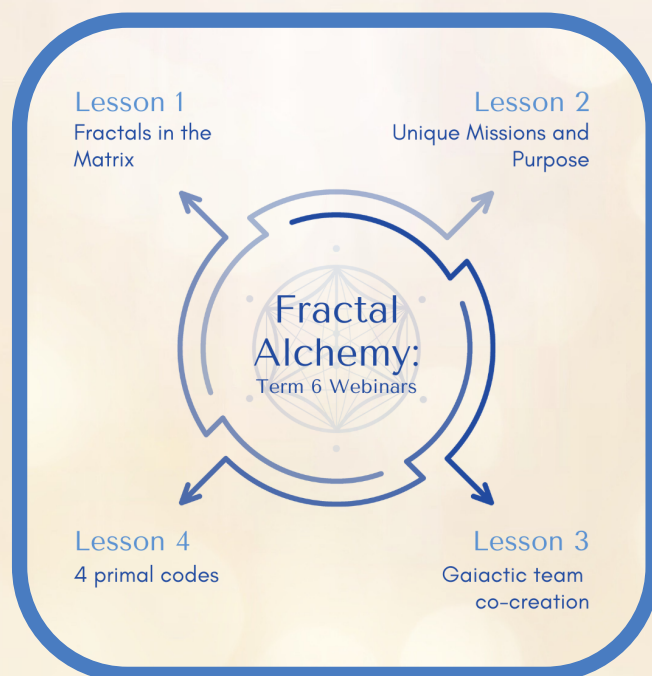 Lesson 1
Fractals in the
Matrix
Lesson 2
Unique Missions and
Purpose
Fractal
Alchemy:
Term 6 Webinars
Lesson 4
4 primal codes
Lesson 3
Gaiactic team
co-creation